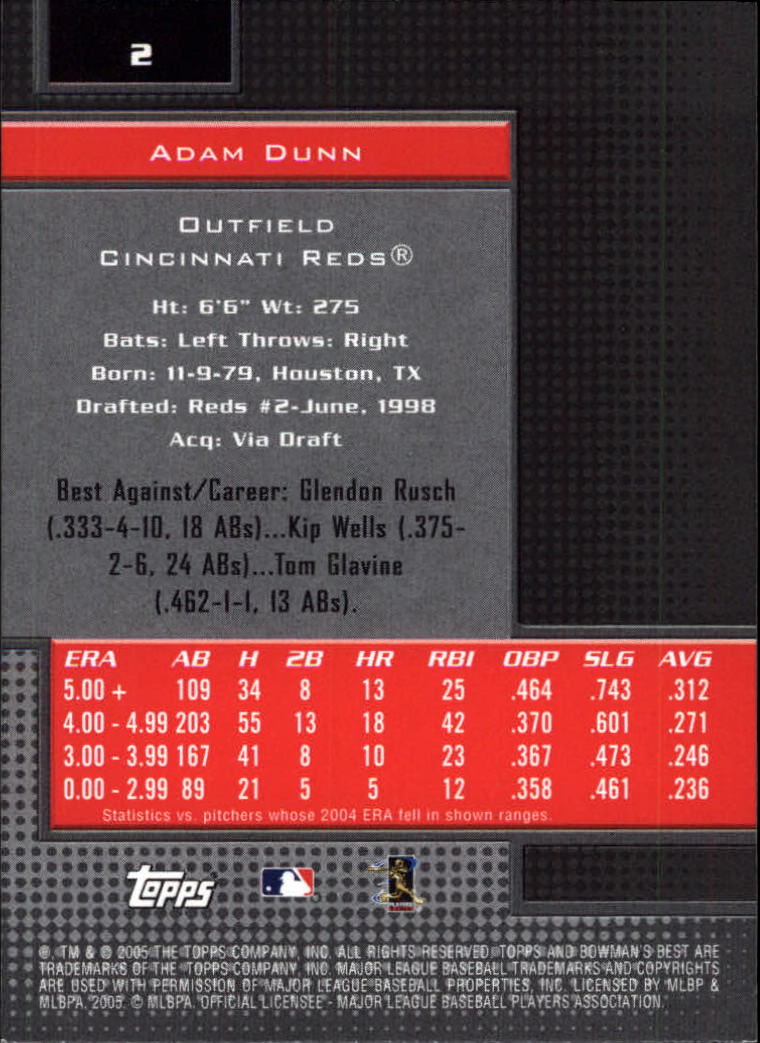 2
ADAM DUNN
OUTFIELD
CINCINNATI REDS®
Ht: 6'6" Wt: 275
Bats: Left Throws: Right
Born: 11-9-79, Houston, TX
Drafted: Reds #2-June, 1998
Acq: Via Draft
Best Against/Career: Glendon Rusch
(.333-4-10, 18 ABs)...Kip Wells (.375-
2-6, 24 ABs)...Tom Glavine
(.462-1-1, 13 ABs).
ERA AB H 2B HR RBI OBP SLG AVG
5.00 + 109 34 8 13 25 .464 .743 .312
4.00 - 4.99 203 55 13 18 42 .370 .601 .271
3.00 - 3.99 167 41 8 10 23 .367 .473 .246
0.00 - 2.99 89 21 5 5 12 .358 .461 .236
Statistics vs. pitchers whose 2004 ERA fell in shown ranges.
Topps
®, TM & © 2005 THE TOPPS COMPANY, INC. ALL RIGHTS RESERVED. TOPPS AND BOWMAN'S BEST ARE
TRADEMARKS OF THE TOPPS COMPANY, INC. MAJOR LEAGUE BASEBALL TRADEMARKS AND COPYRIGHTS
ARE USED WITH PERMISSION OF MAJOR LEAGUE BASEBALL PROPERTIES, INC. LICENSED BY MLBP &
MLBPA, 2005. © MLBPA. OFFICIAL LICENSEE - MAJOR LEAGUE BASEBALL PLAYERS ASSOCIATION.